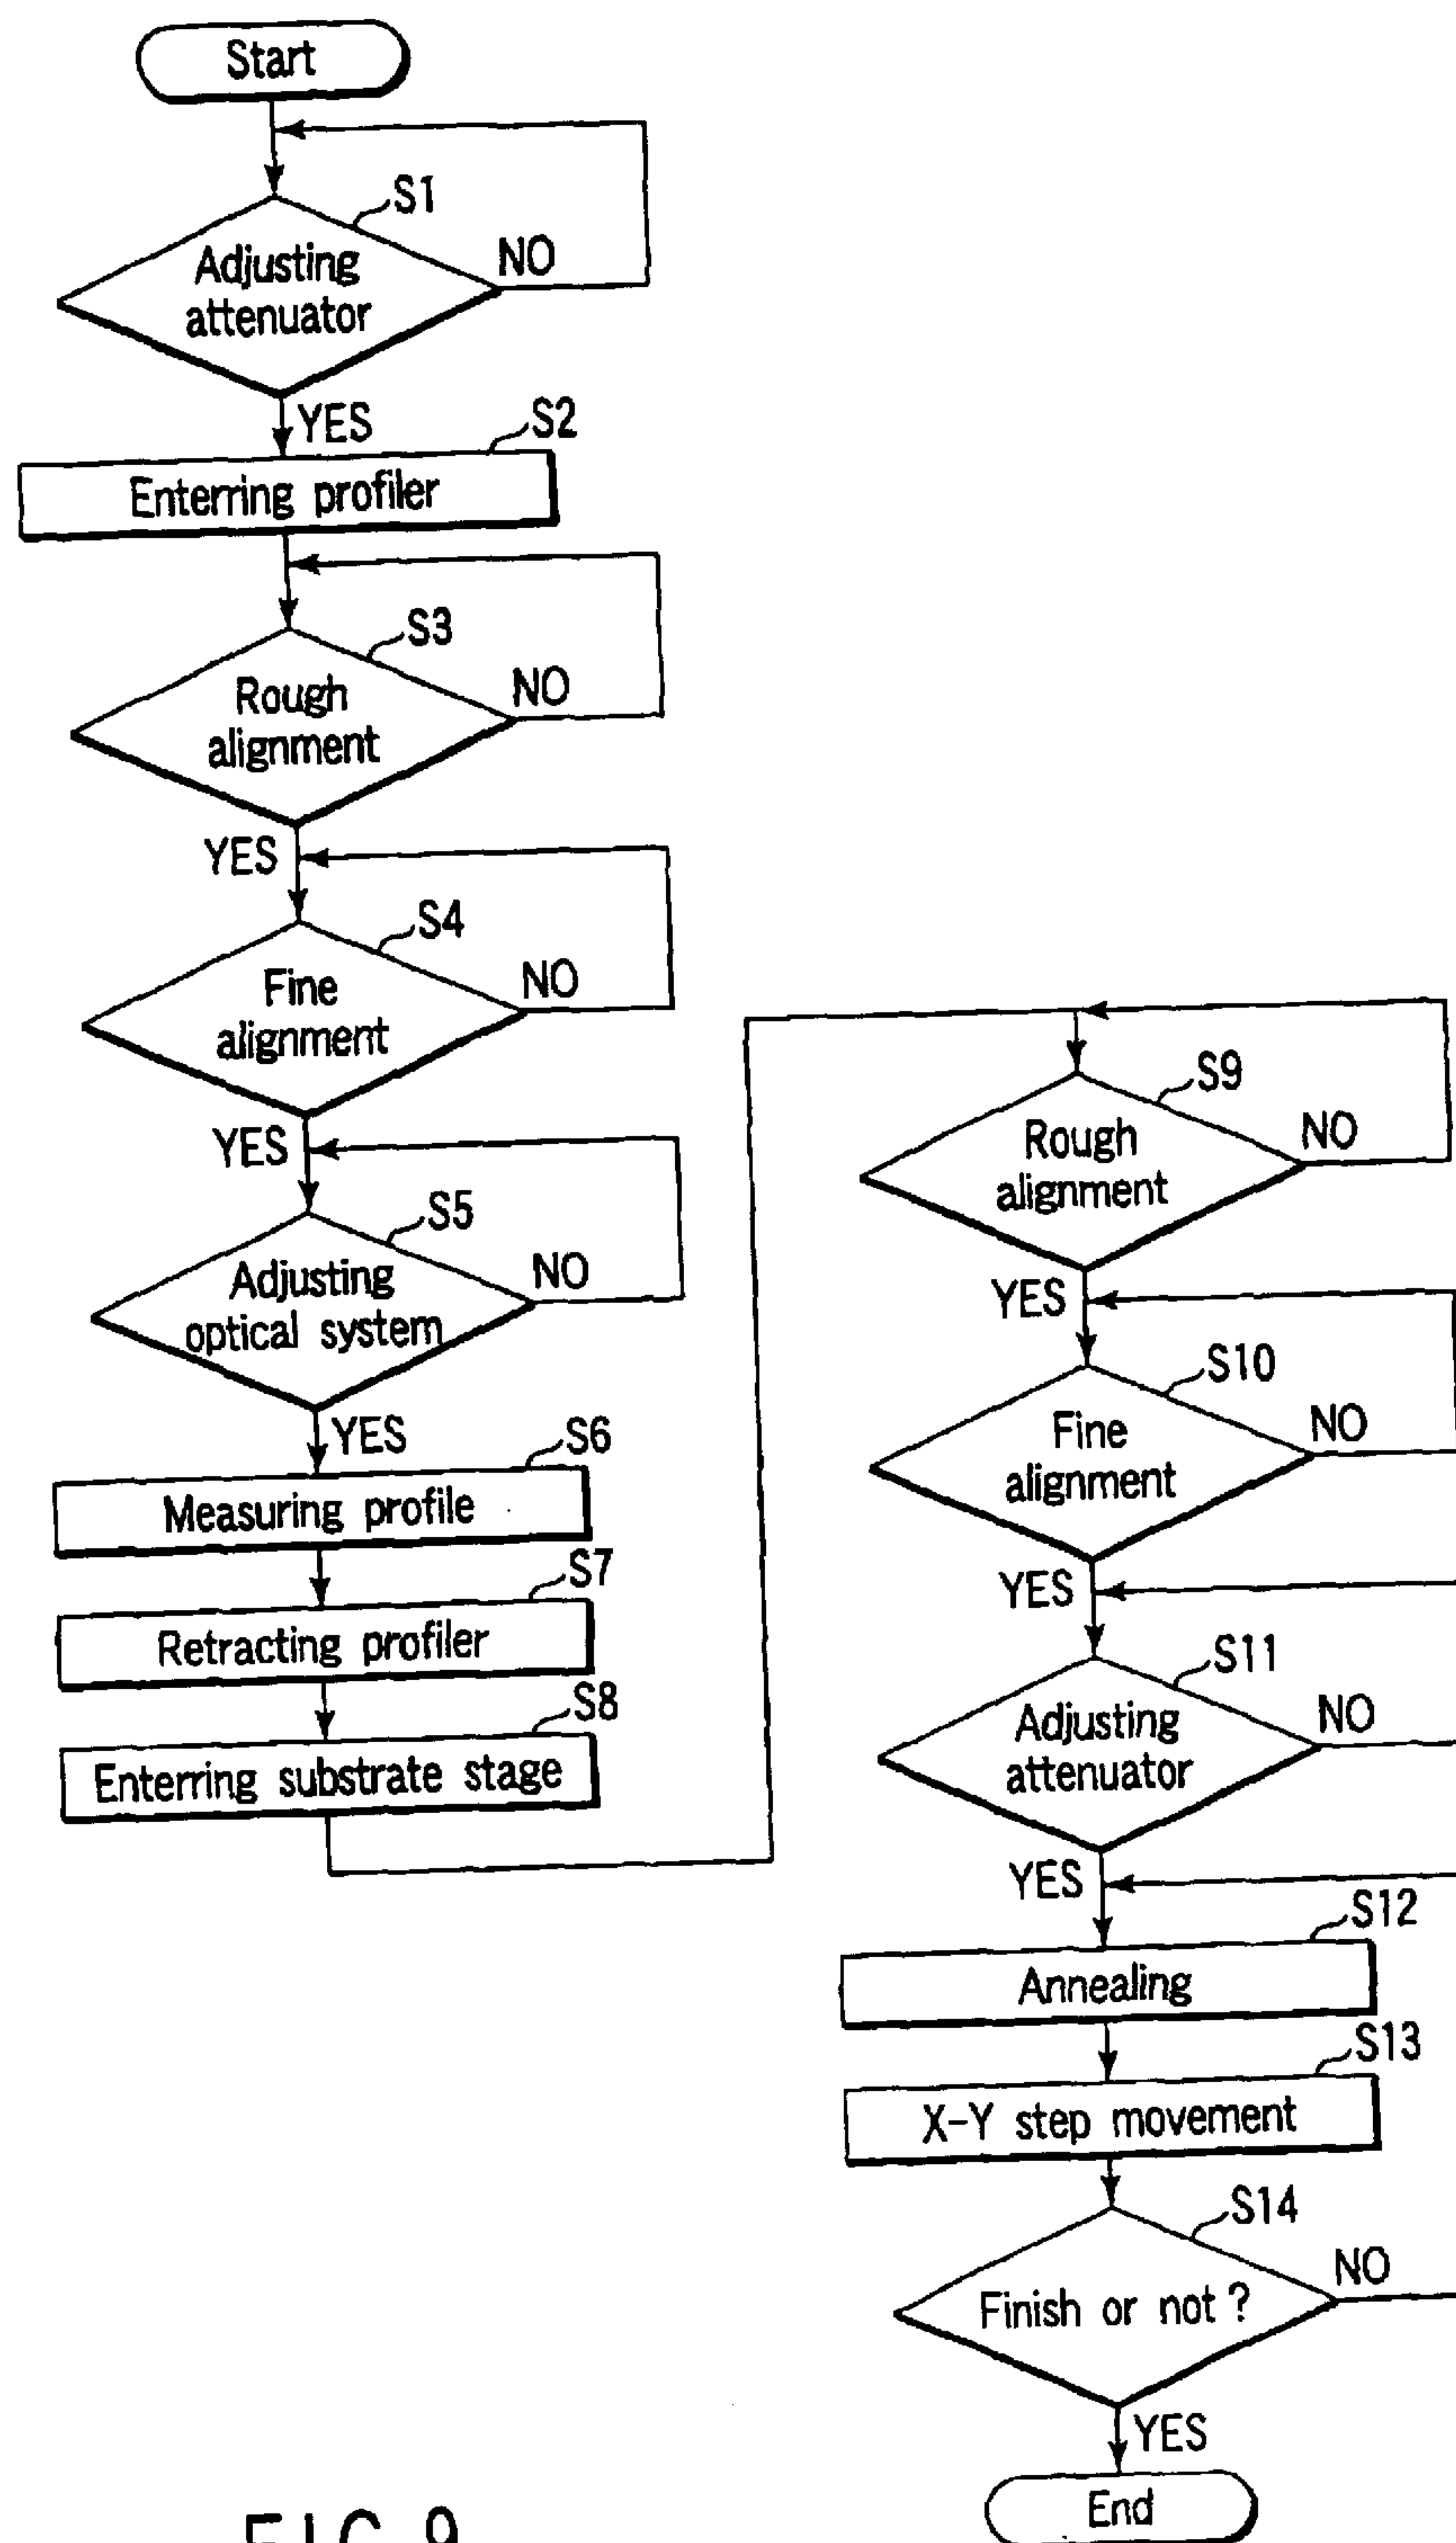 Start
S1
Adjusting
attenuator
NO
YES
S2
Enterring profiler
S3
Rough
alignment
NO
YES
S4
Fine
alignment
NO
YES
S5
Adjusting
optical system
NO
YES
S6
Measuring profile
S7
Retracting profiler
S8
Enterring substrate stage
S9
Rough
alignment
NO
YES
S10
Fine
alignment
NO
YES
S11
Adjusting
attenuator
NO
YES
S12
Annealing
S13
X-Y step movement
S14
Finish or not ?
NO
YES
End
FIG. 9